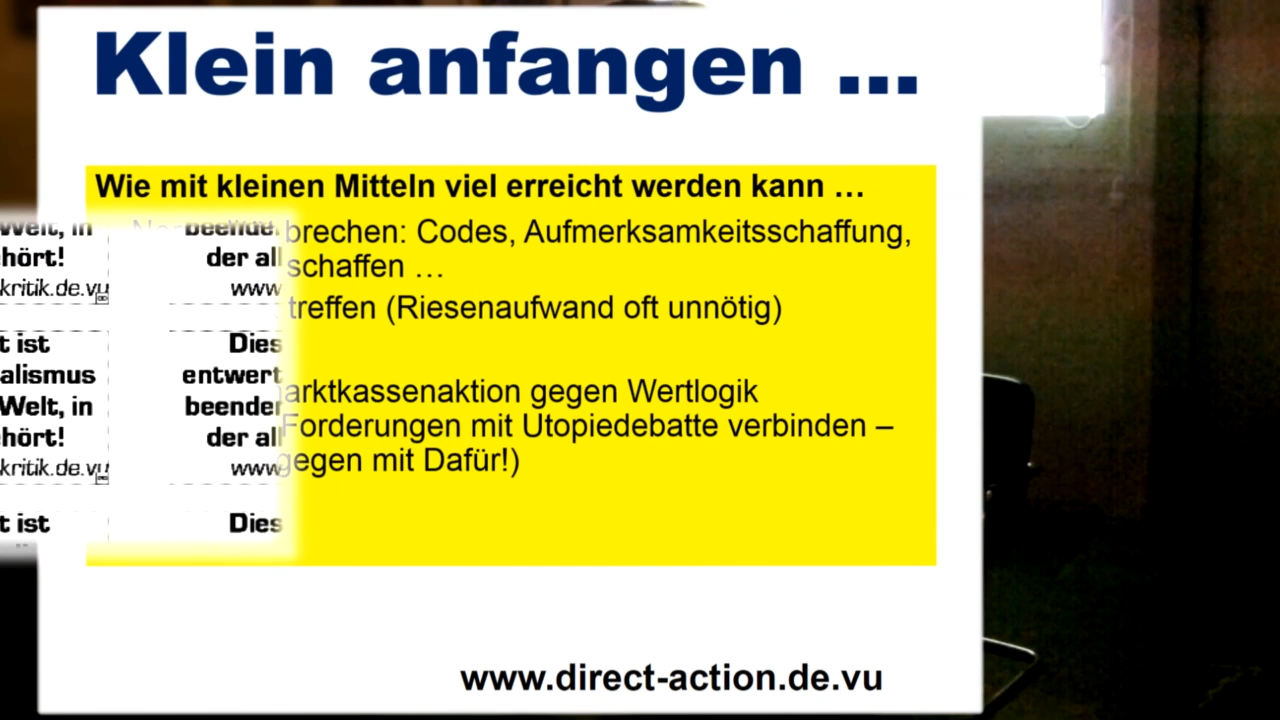 Klein anfangen ...
Wie mit kleinen Mitteln viel erreicht werden kann …
brechen: Codes, Aufmerksamkeitsschaffung,
schaffen …
treffen (Riesenaufwand oft unnötig)
arktkassenaktion gegen Wertlogik
Forderungen mit Utopiedebatte verbinden –
gegen mit Dafür!)
Welt, in
hört! der all
kritik.de.vu www
t ist Dies
alismus entwert
Welt, in beende
hört! der all
kritik.de.vu www
t ist Dies
www.direct-action.de.vu